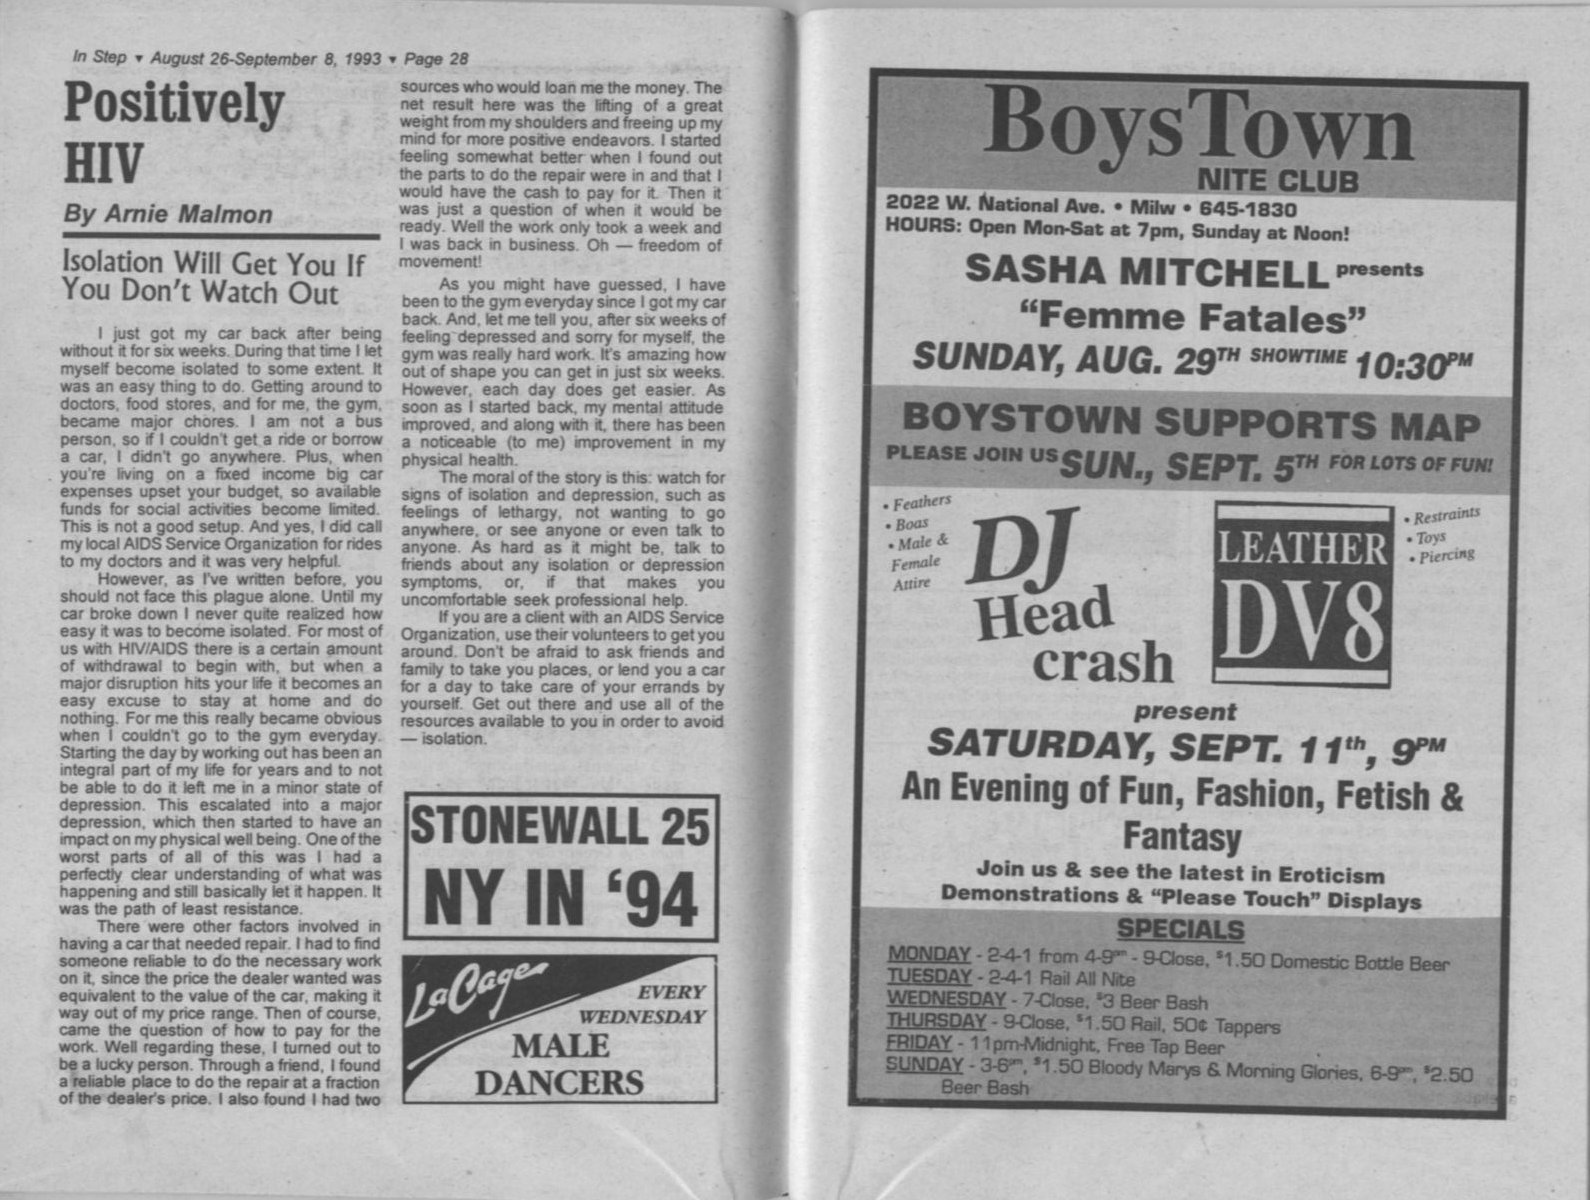 In Step ▾ August 26-September 8, 1993 ▾ Page 28
Positively
HIV
By Arnie Malmon
Isolation Will Get You If
You Don't Watch Out
I just got my car back after being
without it for six weeks. During that time I let
myself become isolated to some extent. It
was an easy thing to do. Getting around to
doctors, food stores, and for me, the gym,
became major chores. I am not a bus
person, so if I couldn't get a ride or borrow
a car, I didn't go anywhere. Plus, when
you're living on a fixed income big car
expenses upset your budget, so available
funds for social activities become limited.
This is not a good setup. And yes, I did call
my local AIDS Service Organization for rides
to my doctors and it was very helpful.
However, as I've written before, you
should not face this plague alone. Until my
car broke down I never quite realized how
easy it was to become isolated. For most of
us with HIV/AIDS there is a certain amount
of withdrawal to begin with, but when a
major disruption hits your life it becomes an
easy excuse to stay at home and do
nothing. For me this really became obvious
when I couldn't go to the gym everyday.
Starting the day by working out has been an
integral part of my life for years and to not
be able to do it left me in a minor state of
depression. This escalated into a major
depression, which then started to have an
impact on my physical well being. One of the
worst parts of all of this was I had a
perfectly clear understanding of what was
happening and still basically let it happen. It
was the path of least resistance.
There were other factors involved in
having a car that needed repair. I had to find
someone reliable to do the necessary work
on it, since the price the dealer wanted was
equivalent to the value of the car, making it
way out of my price range. Then of course,
came the question of how to pay for the
work. Well regarding these, I turned out to
be a lucky person. Through a friend, I found
a reliable place to do the repair at a fraction
of the dealer's price. I also found I had two
sources who would loan me the money. The
net result here was the lifting of a great
weight from my shoulders and freeing up my
mind for more positive endeavors. I started
feeling somewhat better when I found out
the parts to do the repair were in and that I
would have the cash to pay for it. Then it
was just a question of when it would be
ready. Well the work only took a week and
I was back in business. Oh — freedom of
movement!
As you might have guessed, I have
been to the gym everyday since I got my car
back. And, let me tell you, after six weeks of
feeling depressed and sorry for myself, the
gym was really hard work. It's amazing how
out of shape you can get in just six weeks.
However, each day does get easier. As
soon as I started back, my mental attitude
improved, and along with it, there has been
a noticeable (to me) improvement in my
physical health.
The moral of the story is this: watch for
signs of isolation and depression, such as
feelings of lethargy, not wanting to go
anywhere, or see anyone or even talk to
anyone. As hard as it might be, talk to
friends about any isolation or depression
symptoms, or, if that makes you
uncomfortable seek professional help.
If you are a client with an AIDS Service
Organization, use their volunteers to get you
around. Don't be afraid to ask friends and
family to take you places, or lend you a car
for a day to take care of your errands by
yourself. Get out there and use all of the
resources available to you in order to avoid
— isolation.
STONEWALL 25
NY IN '94
LaCage
EVERY
WEDNESDAY
MALE
DANCERS
BoysTown
NITE CLUB
2022 W. National Ave. • Milw • 645-1830
HOURS: Open Mon-Sat at 7pm, Sunday at Noon!
SASHA MITCHELL presents
"Femme Fatales"
SUNDAY, AUG. 29TH SHOWTIME 10:30PM
BOYSTOWN SUPPORTS MAP
PLEASE JOIN US SUN., SEPT. 5TH FOR LOTS OF FUN!
• Feathers
• Boas
• Male &
Female
Attire
DJ
Head
crash
LEATHER
DV8
• Restraints
• Toys
• Piercing
present
SATURDAY, SEPT. 11th, 9PM
An Evening of Fun, Fashion, Fetish &
Fantasy
Join us & see the latest in Eroticism
Demonstrations & "Please Touch" Displays
SPECIALS
MONDAY - 2-4-1 from 4-9pm - 9-Close, $1.50 Domestic Bottle Beer
TUESDAY - 2-4-1 Rail All Nite
WEDNESDAY - 7-Close, $3 Beer Bash
THURSDAY - 9-Close, $1.50 Rail, 50¢ Tappers
FRIDAY - 11pm-Midnight, Free Tap Beer
SUNDAY - 3-6pm, $1.50 Bloody Marys & Morning Glories, 6-9pm, $2.50
Beer Bash